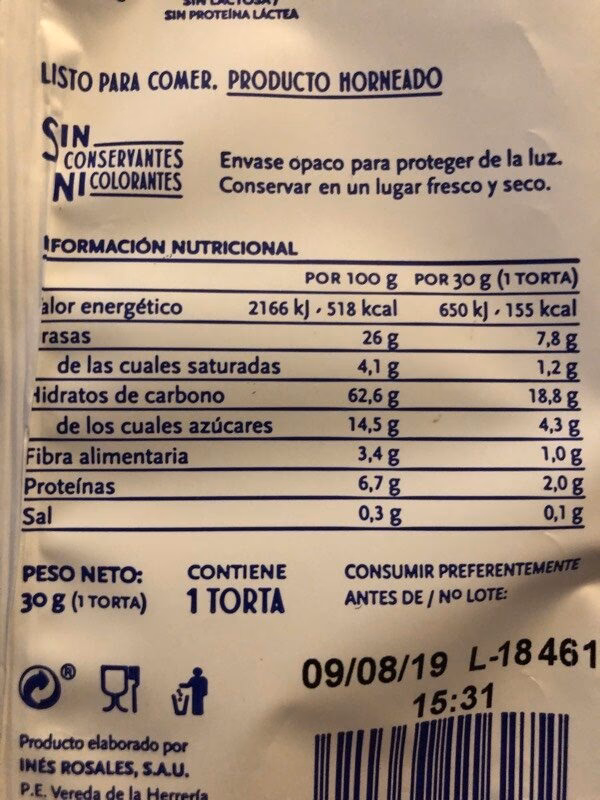 SIN PROTEÍNA LÁCTEA
LISTO PARA COMER. PRODUCTO HORNEADO
SIN
CONSERVANTES
NI COLORANTES
Envase opaco para proteger de la luz.
Conservar en un lugar fresco y seco.
IFORMACIÓN NUTRICIONAL
POR 100 g POR 30 g (1 TORTA)
alor energético 2166 kJ - 518 kcal 650 kJ - 155 kcal
rasas 26 g 7,8 g
de las cuales saturadas 4,1 g 1,2 g
Hidratos de carbono 62,6 g 18,8 g
de los cuales azúcares 14,5 g 4,3 g
Fibra alimentaria 3,4 g 1,0 g
Proteínas 6,7 g 2,0 g
Sal 0,3 g 0,1 g
PESO NETO:
30 g (1 TORTA)
CONTIENE
1 TORTA
CONSUMIR PREFERENTEMENTE
ANTES DE / Nº LOTE:
09/08/19 L-18461
15:31
®
Producto elaborado por
INÉS ROSALES, S.A.U.
P.E. Vereda de la Herrería